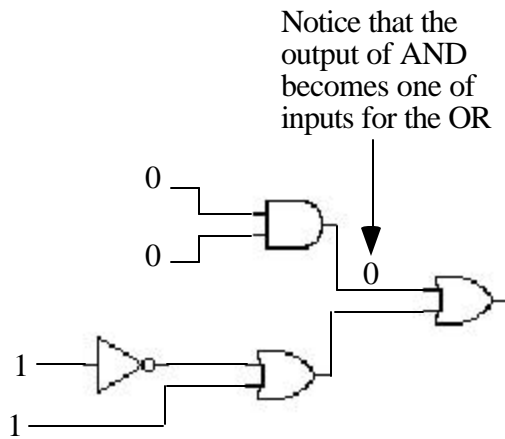 Notice that the
output of AND
becomes one of
inputs for the OR
0
0
0
1
1